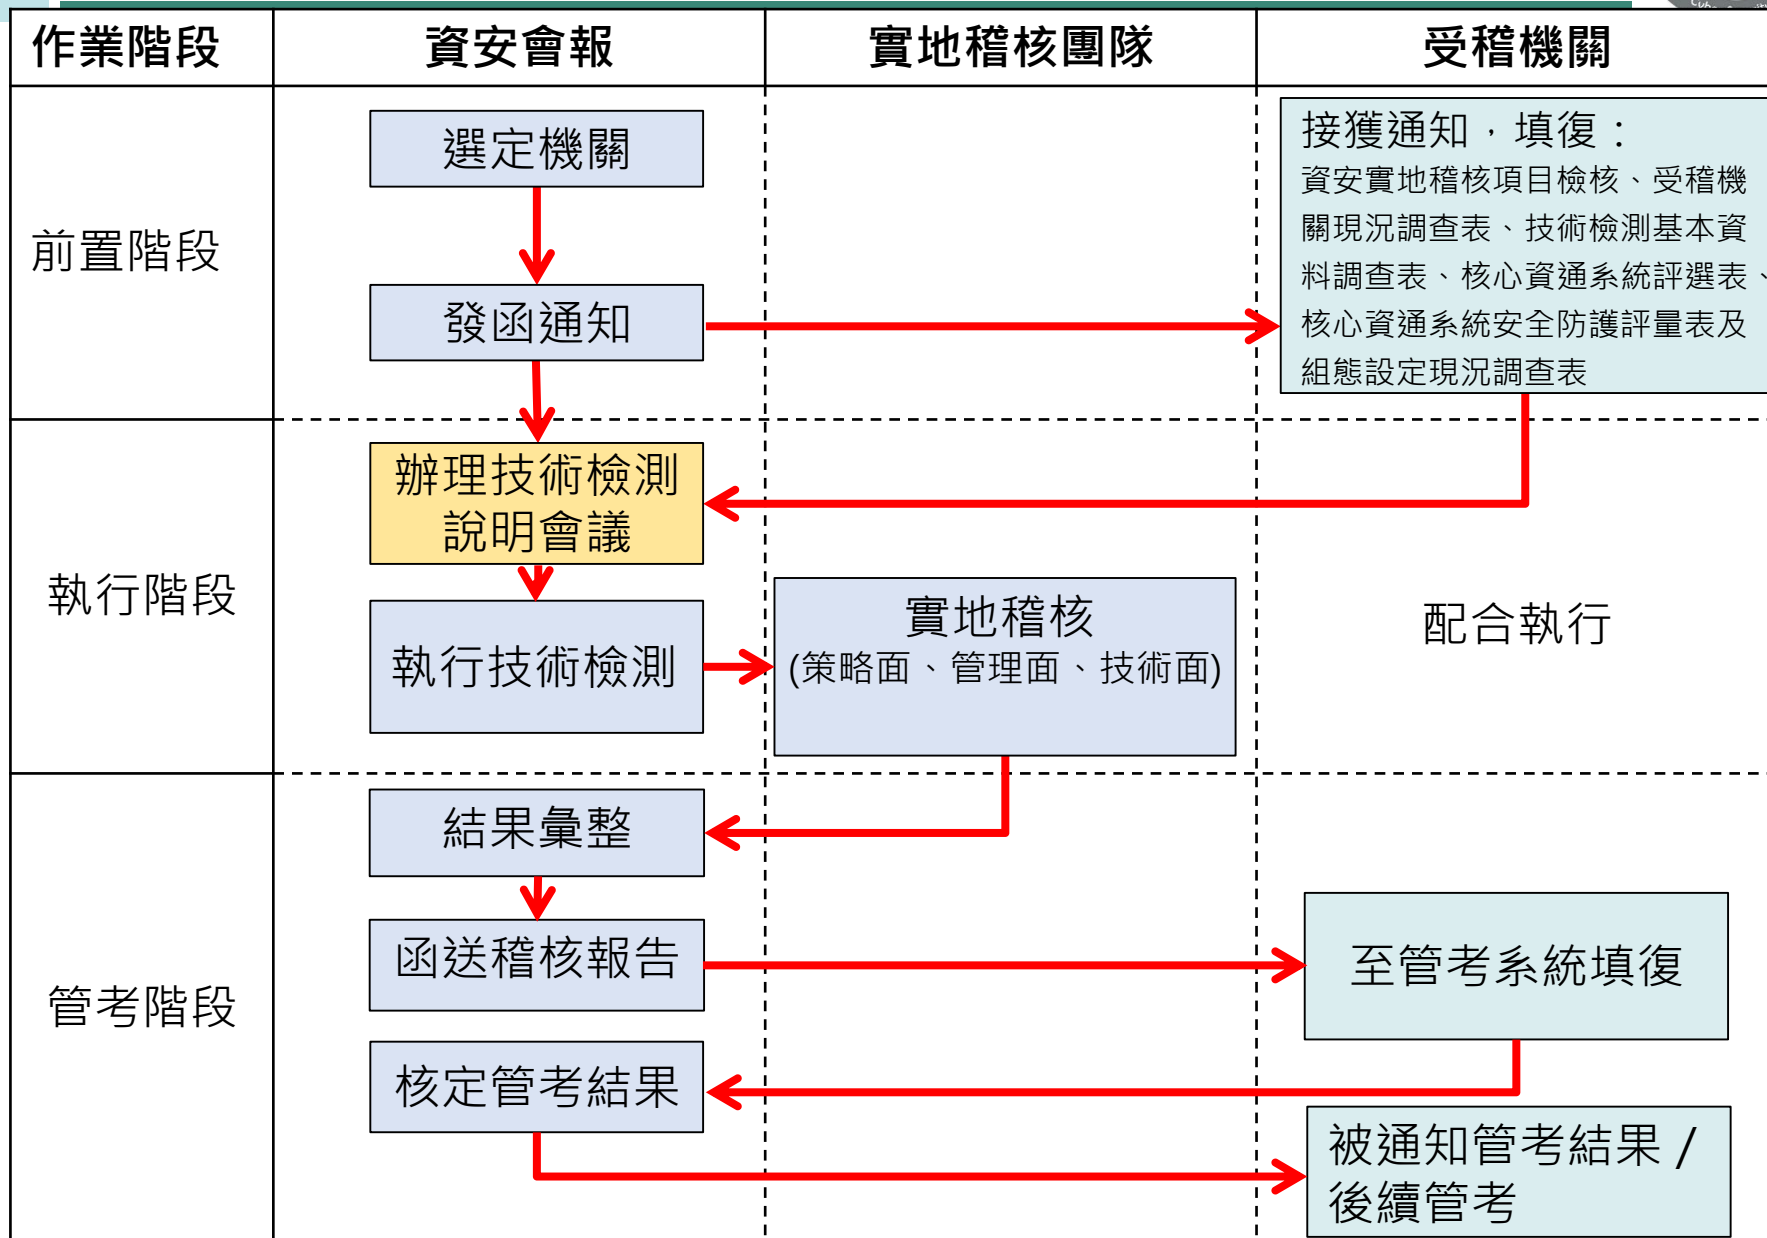 作業階段
資安會報
實地稽核團隊
受稽機關
前置階段
選定機關
發函通知
接獲通知，填復：
資安實地稽核項目檢核、受稽機
關現況調查表、技術檢測基本資
料調查表、核心資通系統評選表、
核心資通系統安全防護評量表及
組態設定現況調查表
執行階段
辦理技術檢測
說明會議
執行技術檢測
實地稽核
(策略面、管理面、技術面)
配合執行
管考階段
結果彙整
函送稽核報告
至管考系統填復
核定管考結果
被通知管考結果 /
後續管考